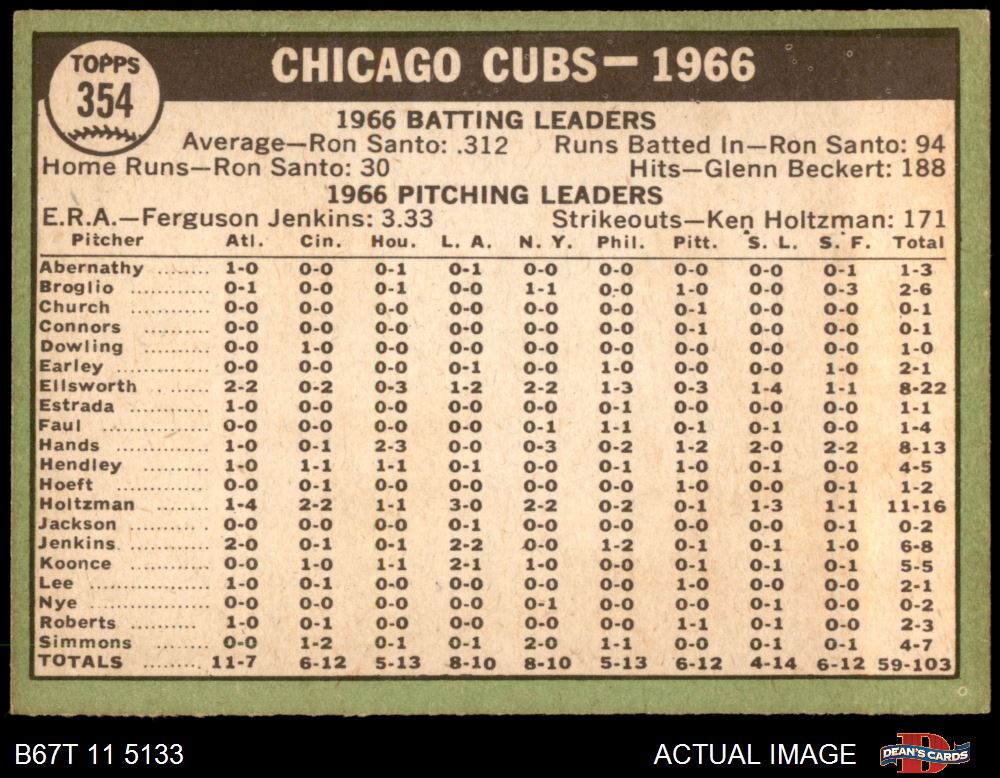 TOPPS
354
CHICAGO CUBS—1966
1966 BATTING LEADERS
Average—Ron Santo: .312 Runs Batted In—Ron Santo: 94
Home Runs—Ron Santo: 30 Hits—Glenn Beckert: 188
1966 PITCHING LEADERS
E.R.A.—Ferguson Jenkins: 3.33 Strikeouts—Ken Holtzman: 171
Pitcher Atl. Cin. Hou. L. A. N. Y. Phil. Pitt. S. L. S. F. Total
Abernathy ....... 1-0 0-0 0-1 0-1 0-0 0-0 0-0 0-0 0-1 1-3
Broglio ........... 0-1 0-0 0-1 0-0 1-1 0-0 1-0 0-0 0-3 2-6
Church ........... 0-0 0-0 0-0 0-0 0-0 0-0 0-1 0-0 0-0 0-1
Connors ......... 0-0 0-0 0-0 0-0 0-0 0-0 0-1 0-0 0-0 0-1
Dowling ......... 0-0 1-0 0-0 0-0 0-0 0-0 0-0 0-0 0-0 1-0
Earley ........... 0-0 0-0 0-0 0-1 0-0 1-0 0-0 0-0 1-0 2-1
Ellsworth ....... 2-2 0-2 0-3 1-2 2-2 1-3 0-3 1-4 1-1 8-22
Estrada ........... 1-0 0-0 0-0 0-0 0-0 0-1 0-0 0-0 0-0 1-1
Faul ............. 0-0 0-0 0-0 0-0 0-1 1-1 0-1 0-1 0-0 1-4
Hands ........... 1-0 0-1 2-3 0-0 0-3 0-2 1-2 2-0 2-2 8-13
Hendley ......... 1-0 1-1 1-1 0-1 0-0 0-1 1-0 0-1 0-0 4-5
Hoeft ........... 0-0 0-1 0-0 0-0 0-0 0-0 1-0 0-0 0-1 1-2
Holtzman ....... 1-4 2-2 1-1 3-0 2-2 0-2 0-1 1-3 1-1 11-16
Jackson ......... 0-0 0-0 0-0 0-1 0-0 0-0 0-0 0-0 0-1 0-2
Jenkins ........... 2-0 0-1 0-1 2-2 0-0 1-2 0-1 0-1 1-0 6-8
Koonce ......... 0-0 1-0 1-1 2-1 1-0 0-0 0-1 0-1 0-1 5-5
Lee ............. 1-0 0-1 0-0 0-0 0-0 0-0 1-0 0-0 0-0 2-1
Nye ............. 0-0 0-0 0-0 0-0 0-1 0-0 0-0 0-1 0-0 0-2
Roberts ......... 1-0 0-1 0-0 0-0 0-0 0-0 1-1 0-1 0-0 2-3
Simmons ....... 0-0 1-2 0-1 0-1 2-0 1-1 0-0 0-1 0-1 4-7
TOTALS ....... 11-7 6-12 5-13 8-10 8-10 5-13 6-12 4-14 6-12 59-103
B67T 11 5133 ACTUAL IMAGE DEAN'S CARDS